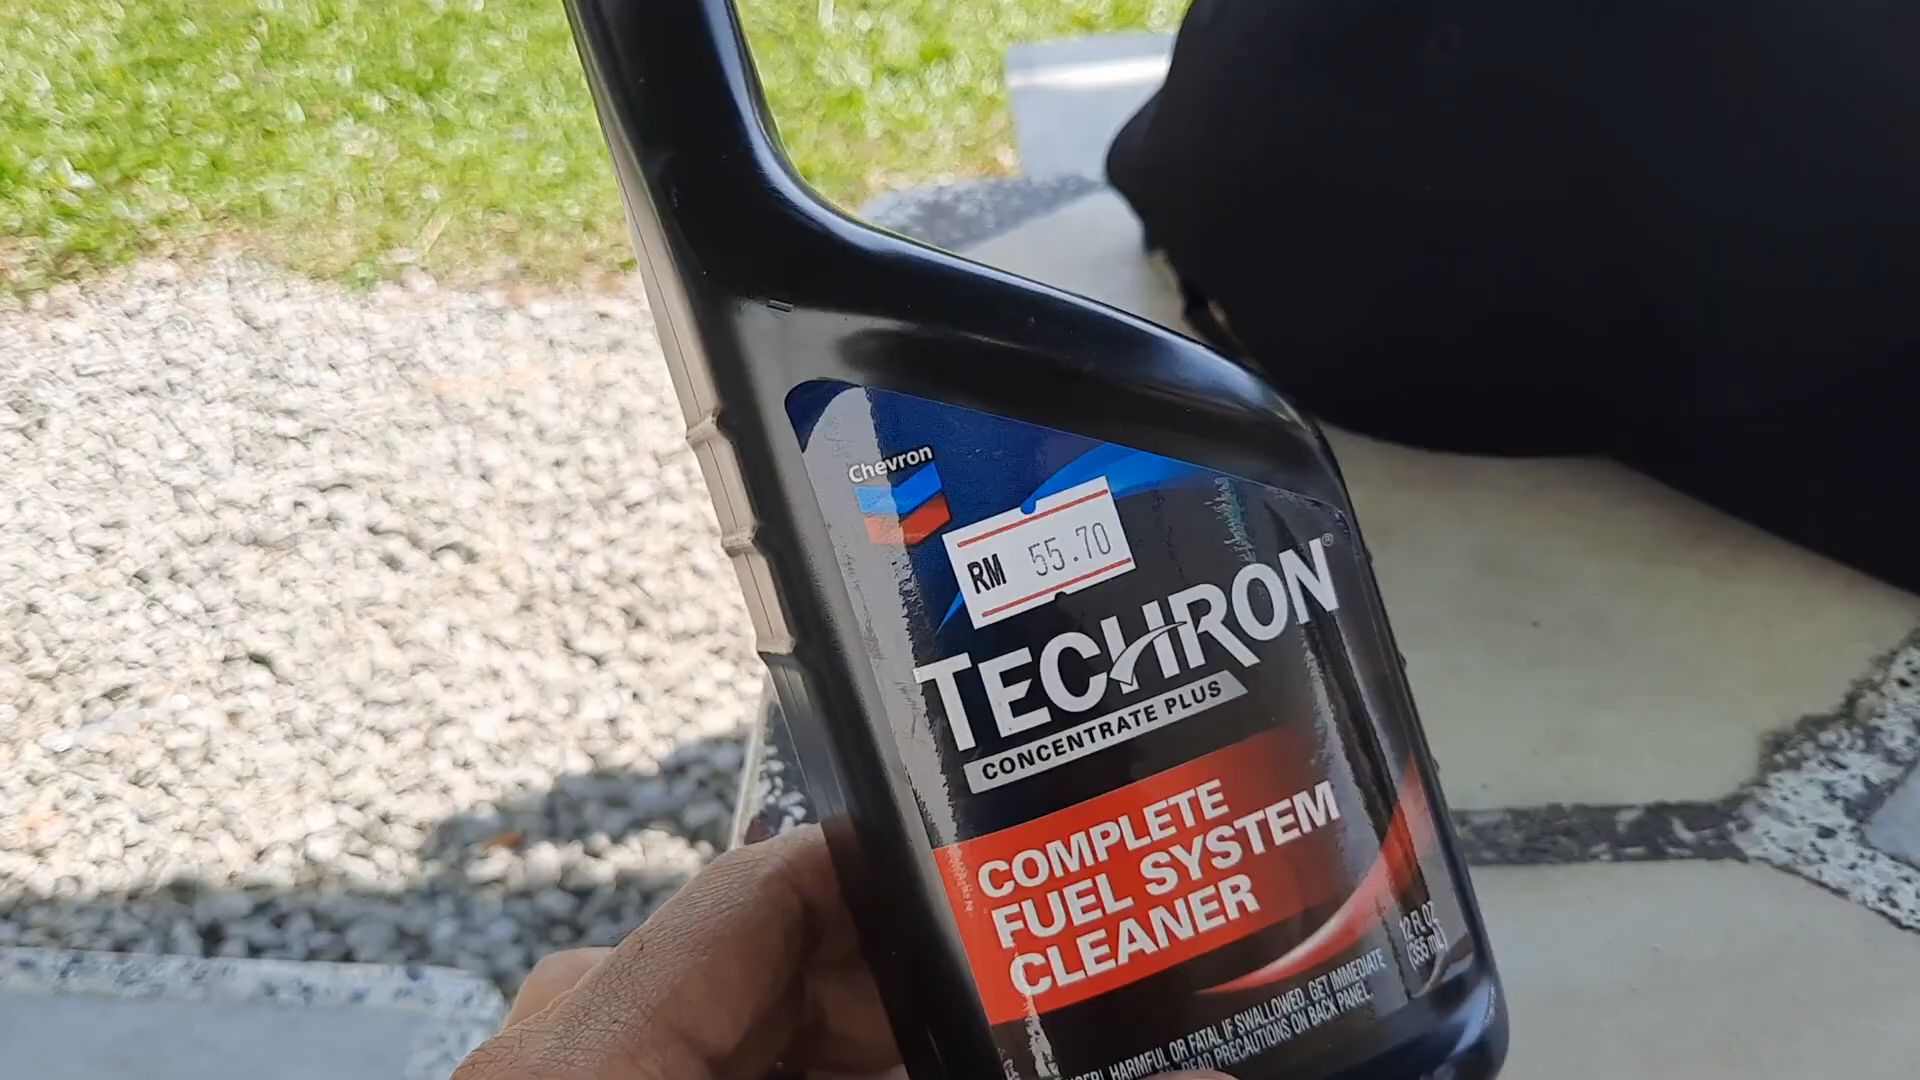 Chevron
RM 55.70
TECHRON®
CONCENTRATE PLUS
COMPLETE
FUEL SYSTEM
CLEANER
12 FL OZ
(355 mL)
HARMFUL OR FATAL IF SWALLOWED. GET IMMEDIATE
READ PRECAUTIONS ON BACK PANEL.